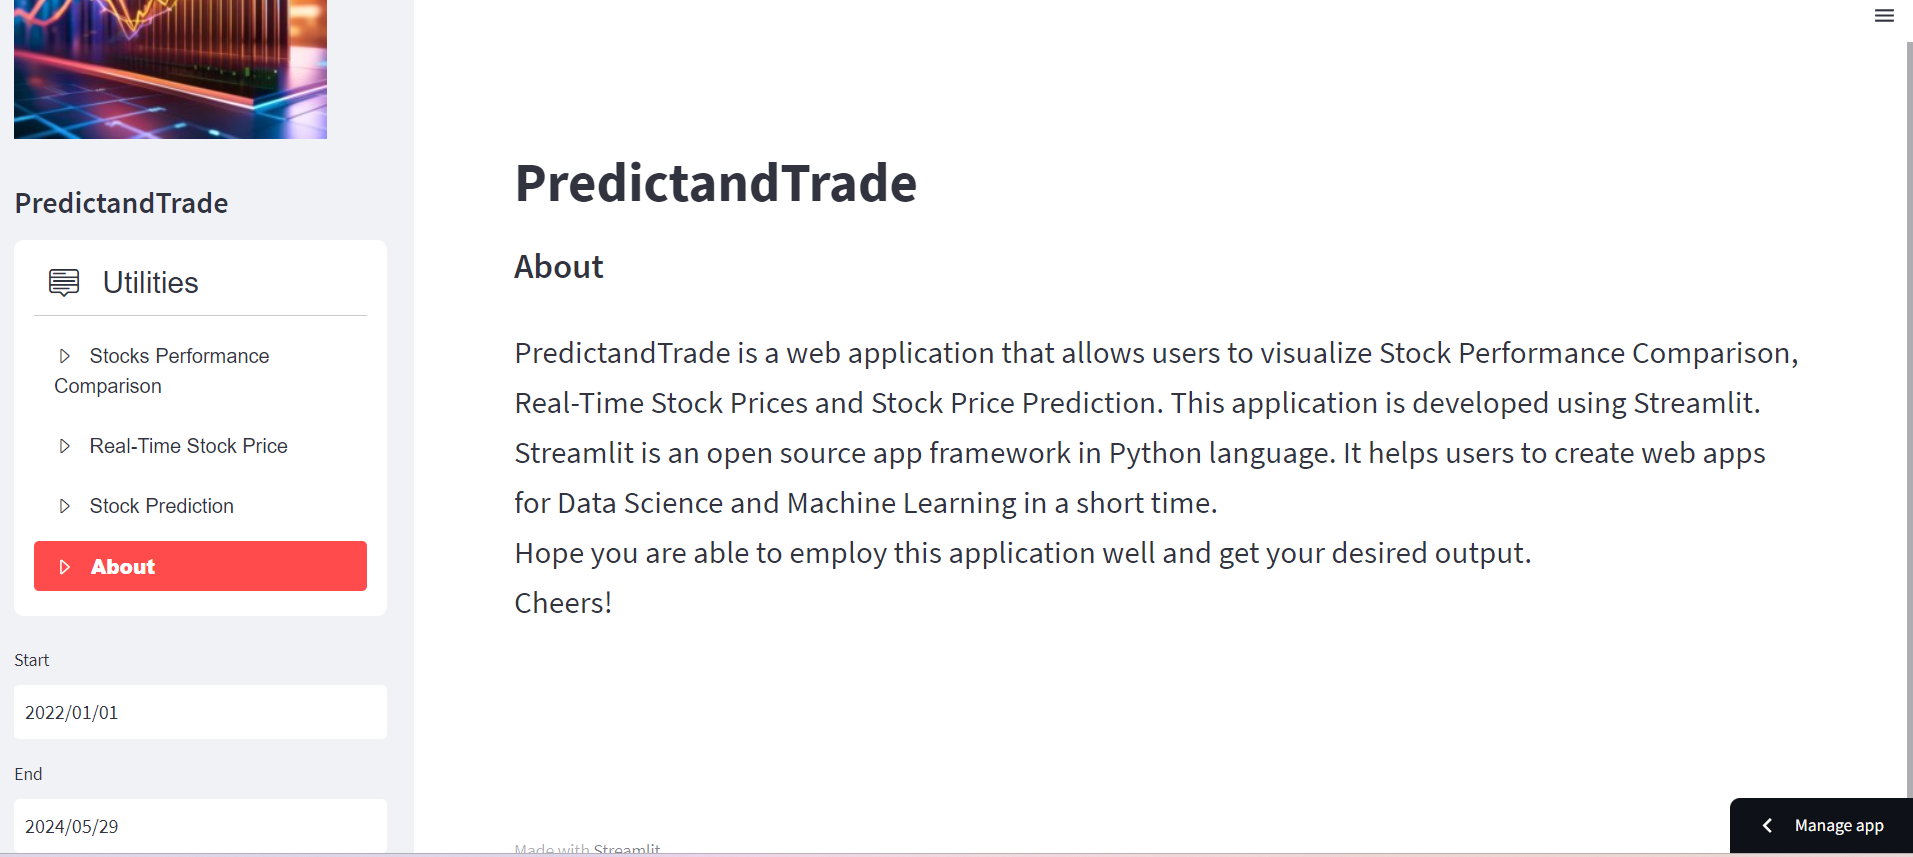 PredictandTrade
Utilities
Stocks Performance
Comparison
Real-Time Stock Price
Stock Prediction
About
Start
2022/01/01
End
2024/05/29
PredictandTrade
About
PredictandTrade is a web application that allows users to visualize Stock Performance Comparison,
Real-Time Stock Prices and Stock Price Prediction. This application is developed using Streamlit.
Streamlit is an open source app framework in Python language. It helps users to create web apps
for Data Science and Machine Learning in a short time.
Hope you are able to employ this application well and get your desired output.
Cheers!
Made with Streamlit
Manage app